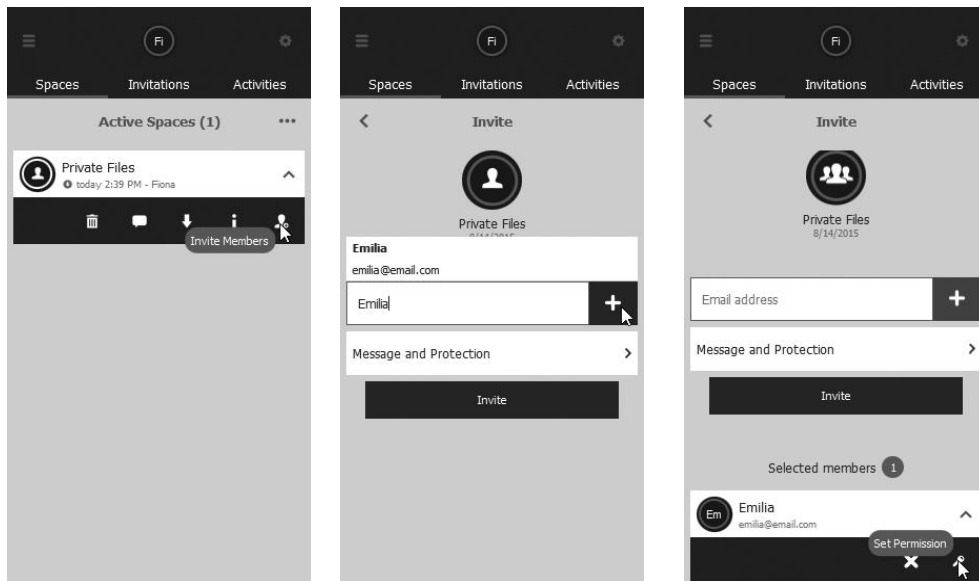 Fi
Spaces Invitations Activities
Active Spaces (1)
Private Files
today 2:39 PM - Fiona
Invite Members
Fi
Spaces Invitations Activities
Invite
Private Files
8/14/2015
Emilia
emilia@email.com
Emilia
Message and Protection
Invite
Fi
Spaces Invitations Activities
Invite
Private Files
8/14/2015
Email address
Message and Protection
Invite
Selected members 1
Em
Emilia
emilia@email.com
Set Permission